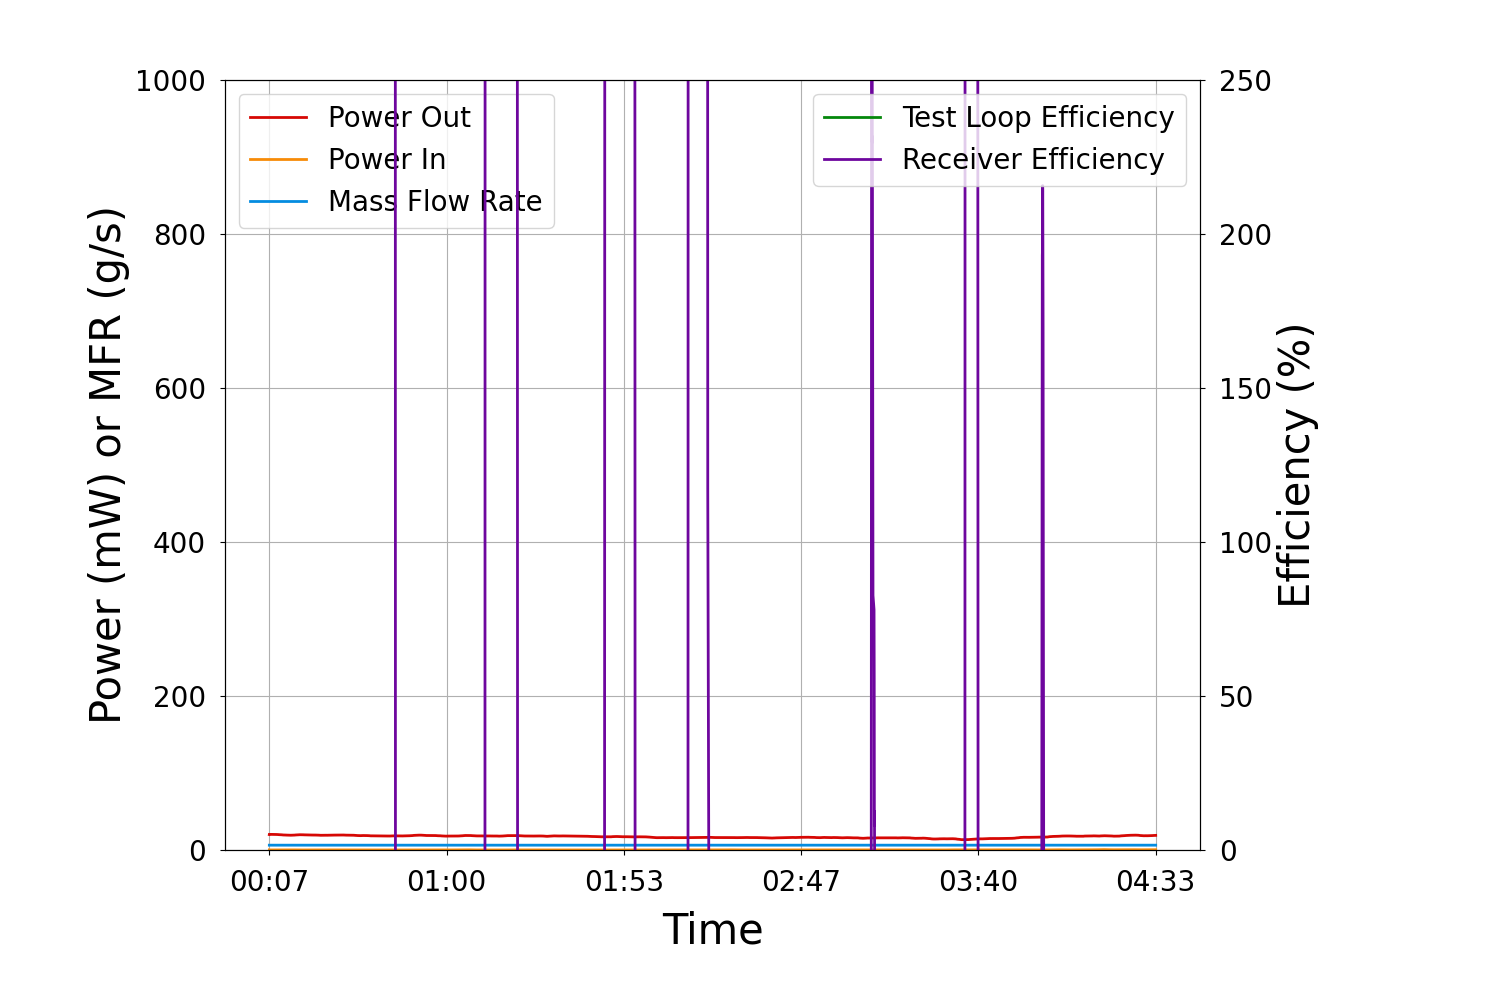 Power (mW) or MFR (g/s)
1000
800
600
400
200
0
Power Out
Power In
Mass Flow Rate
Test Loop Efficiency
Receiver Efficiency
250
200
150
100
50
0
Efficiency (%)
00:07 01:00 01:53 02:47 03:40 04:33
Time